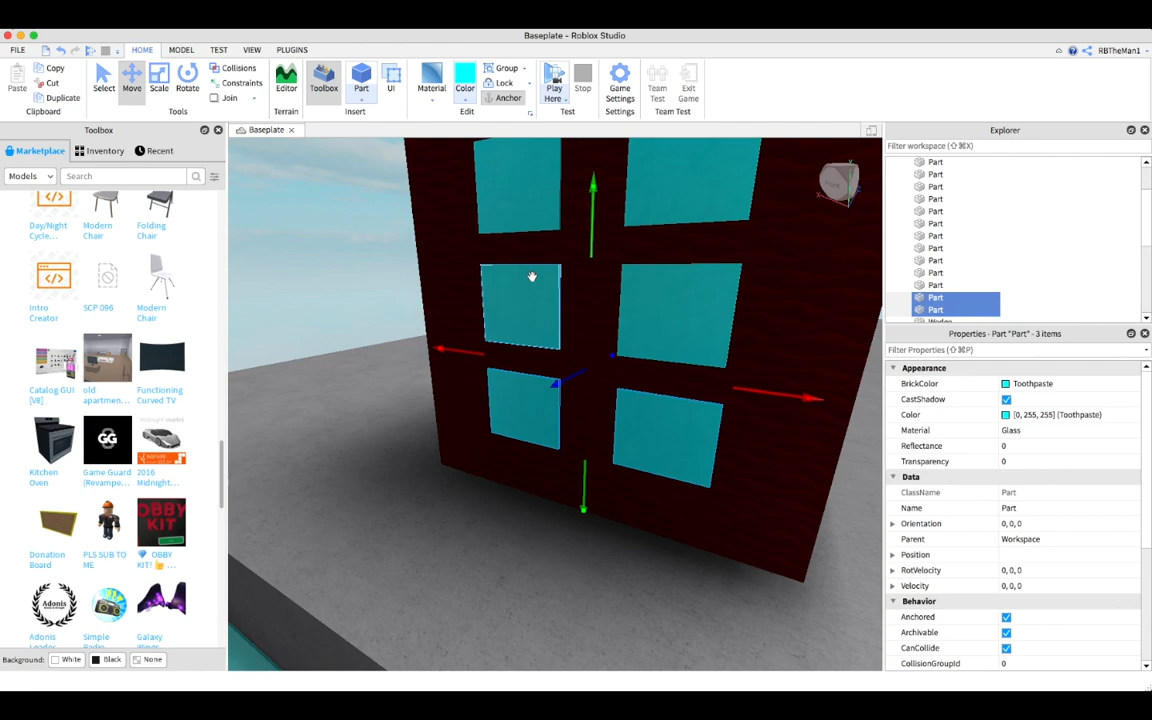 Baseplate - Roblox Studio
FILE HOME MODEL TEST VIEW PLUGINS RBTheMan1
Paste Copy Cut Duplicate Select Move Scale Rotate Collisions Constraints Join Editor Toolbox Part UI Material Color Group Lock Anchor Play Here Stop Game Settings Team Test Exit Game
Clipboard Tools Terrain Insert Edit Test Settings Team Test
Toolbox
Marketplace Inventory Recent
Models Search
Day/Night Cycle...
Modern Chair
Folding Chair
Intro Creator
SCP 096
Modern Chair
Catalog GUI [V8]
old apartmen...
Functioning Curved TV
Kitchen Oven
GG
Game Guard (Revampe...
2016 Midnight...
OBBY KIT
Donation Board
PLS SUB TO ME
OBBY KIT! 👍 ...
Adonis
Adonis Loader
Simple Radio
Galaxy Wings
Background: White Black None
Baseplate
Explorer
Filter workspace (⇧⌘X)
Part
Part
Part
Part
Part
Part
Part
Part
Part
Part
Part
Part
Part
Wedge
Properties - Part "Part" - 3 items
Filter Properties (⇧⌘P)
Appearance
BrickColor Toothpaste
CastShadow
Color [0, 255, 255] (Toothpaste)
Material Glass
Reflectance 0
Transparency 0
Data
ClassName Part
Name Part
Orientation 0, 0, 0
Parent Workspace
Position
RotVelocity 0, 0, 0
Velocity 0, 0, 0
Behavior
Anchored
Archivable
CanCollide
CollisionGroupId 0